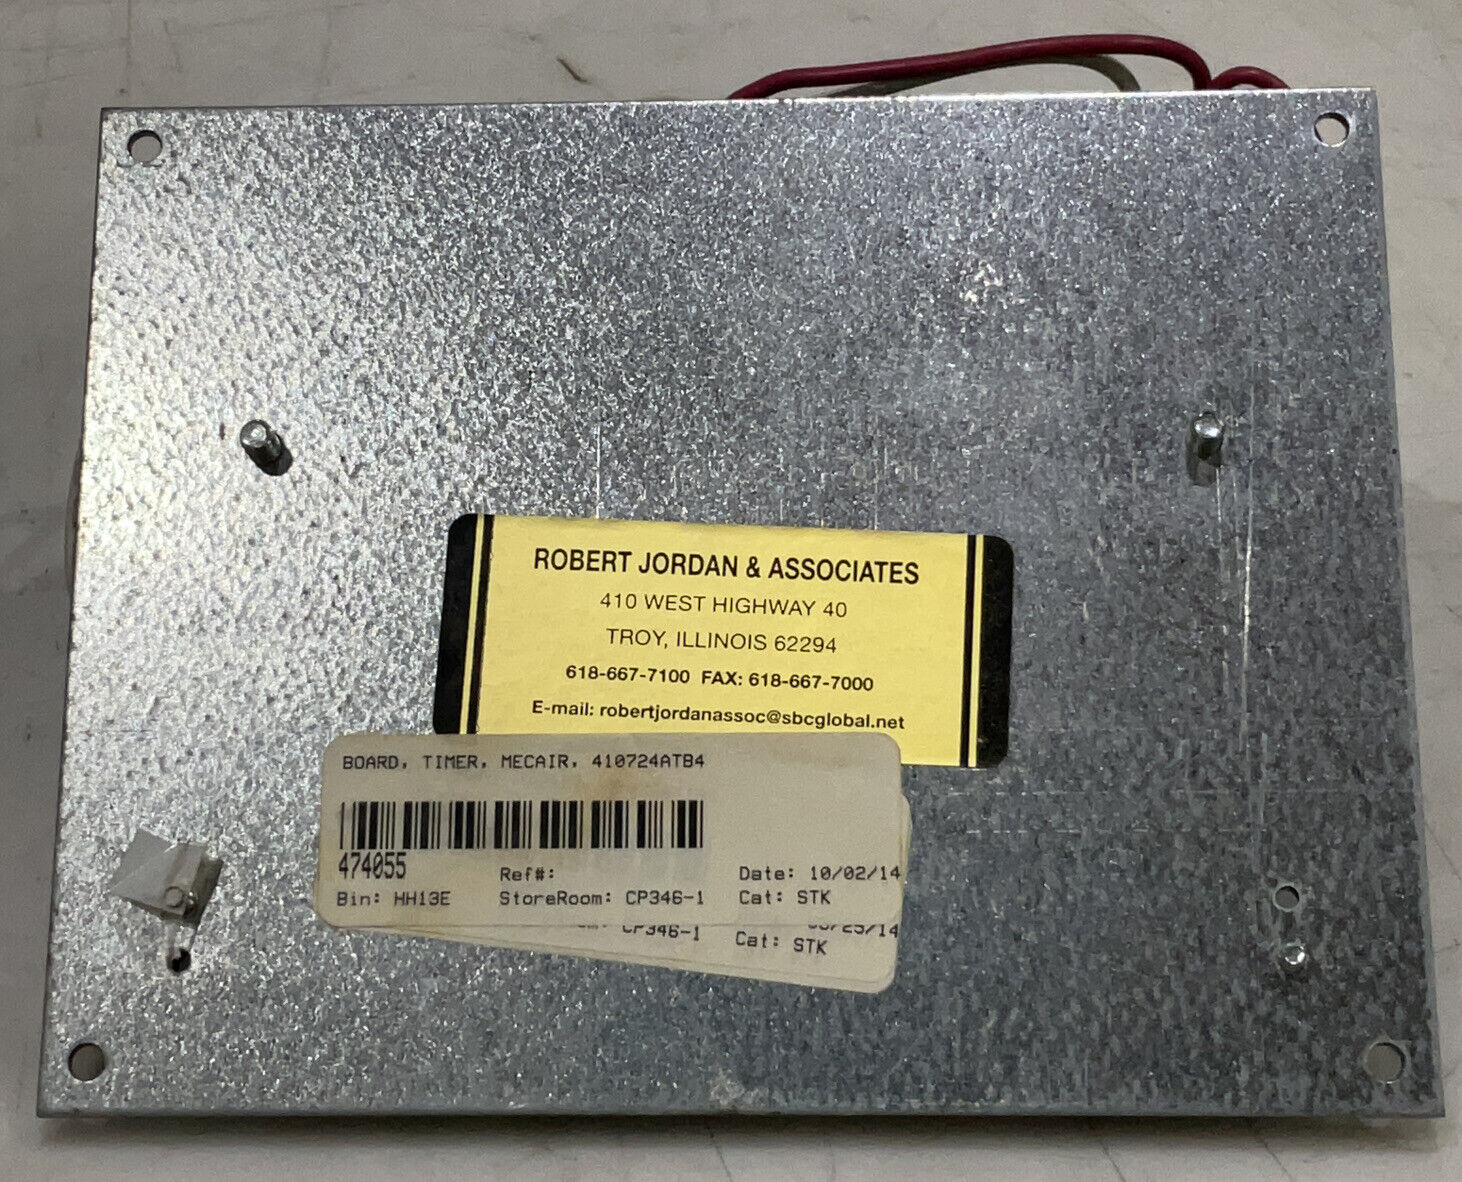 ROBERT JORDAN & ASSOCIATES
410 WEST HIGHWAY 40
TROY, ILLINOIS 62294
618-667-7100 FAX: 618-667-7000
E-mail: robertjordanassoc@sbcglobal.net
BOARD, TIMER, MECAIR, 410724ATB4
474055
Ref#:
Date: 10/02/14
Bin: HH13E
StoreRoom: CP346-1
Cat: STK
CP346-1
Cat: STK